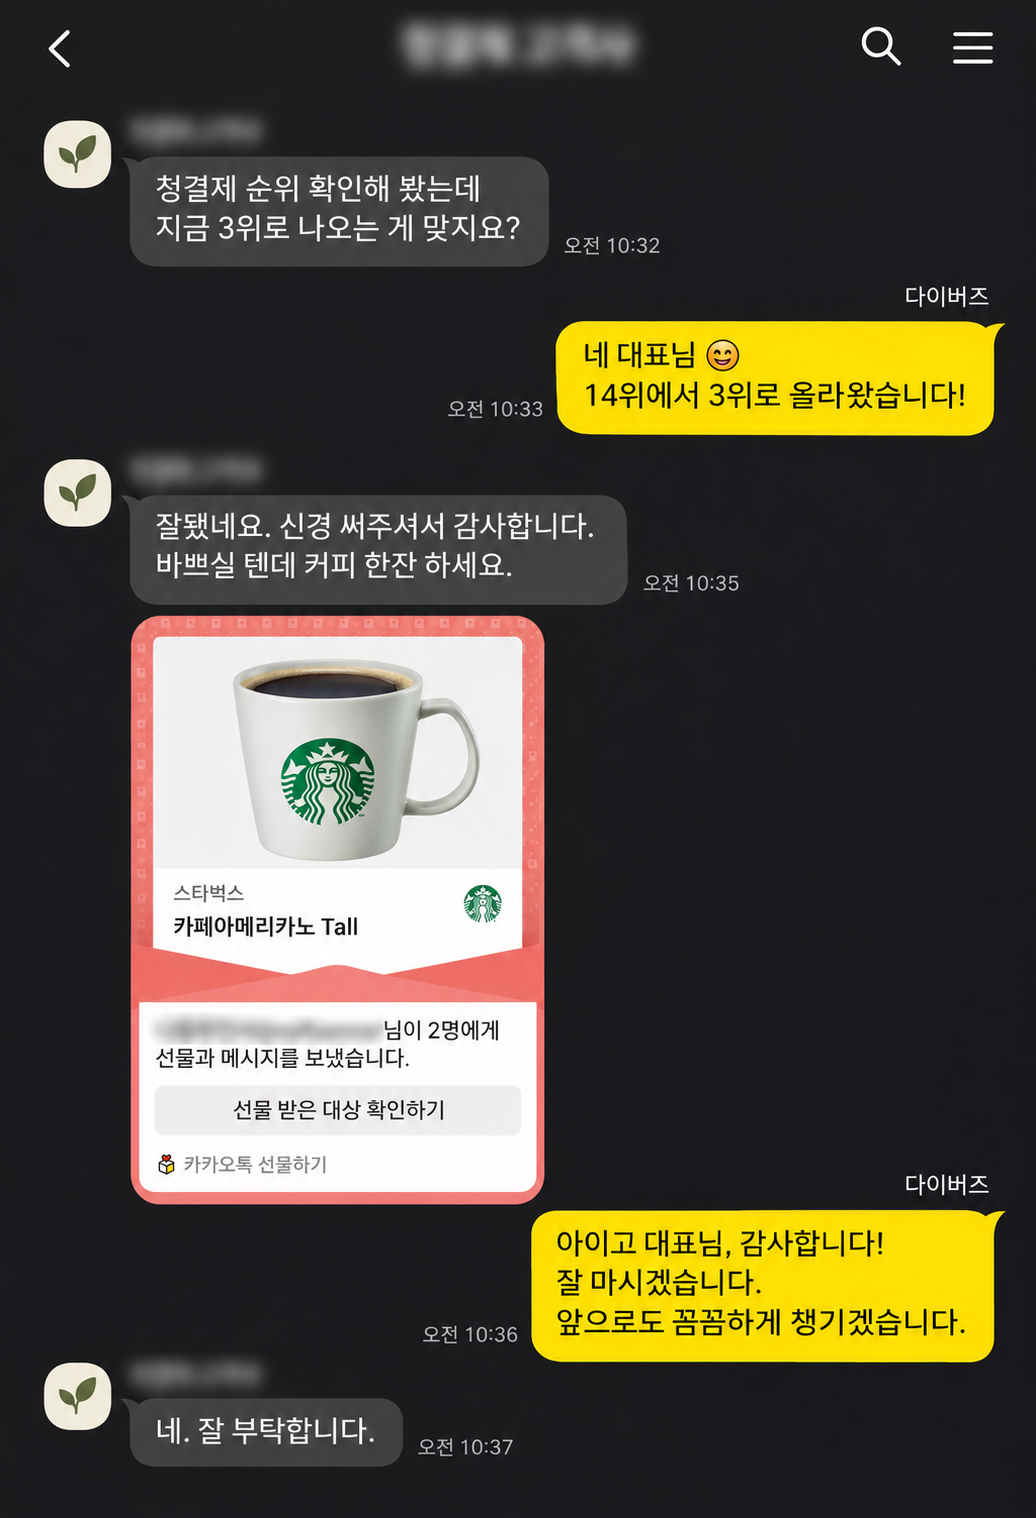 청결제 순위 확인해 봤는데
지금 3위로 나오는 게 맞지요?
오전 10:32
다이버즈
네 대표님 😄
14위에서 3위로 올라왔습니다!
오전 10:33
잘됐네요. 신경 써주셔서 감사합니다.
바쁘실 텐데 커피 한잔 하세요.
오전 10:35
스타벅스
카페아메리카노 Tall
님이 2명에게
선물과 메시지를 보냈습니다.
선물 받은 대상 확인하기
카카오톡 선물하기
다이버즈
아이고 대표님, 감사합니다!
잘 마시겠습니다.
앞으로도 꼼꼼하게 챙기겠습니다.
오전 10:36
네. 잘 부탁합니다.
오전 10:37